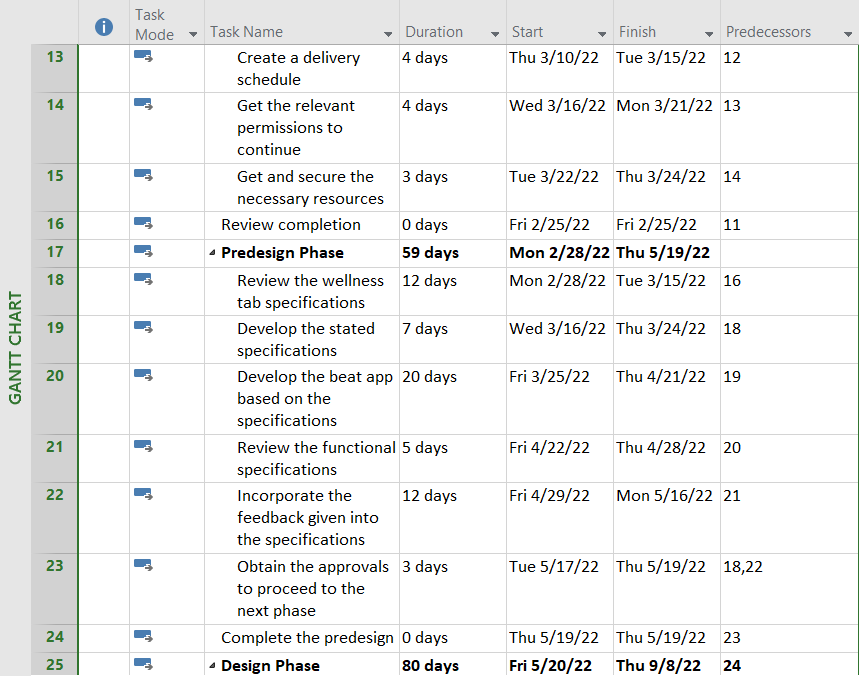 Task Mode Task Name Duration Start Finish Predecessors
13 Create a delivery schedule 4 days Thu 3/10/22 Tue 3/15/22 12
14 Get the relevant permissions to continue 4 days Wed 3/16/22 Mon 3/21/22 13
15 Get and secure the necessary resources 3 days Tue 3/22/22 Thu 3/24/22 14
16 Review completion 0 days Fri 2/25/22 Fri 2/25/22 11
17 Predesign Phase 59 days Mon 2/28/22 Thu 5/19/22
18 Review the wellness tab specifications 12 days Mon 2/28/22 Tue 3/15/22 16
19 Develop the stated specifications 7 days Wed 3/16/22 Thu 3/24/22 18
20 Develop the beat app based on the specifications 20 days Fri 3/25/22 Thu 4/21/22 19
21 Review the functional specifications 5 days Fri 4/22/22 Thu 4/28/22 20
22 Incorporate the feedback given into the specifications 12 days Fri 4/29/22 Mon 5/16/22 21
23 Obtain the approvals to proceed to the next phase 3 days Tue 5/17/22 Thu 5/19/22 18,22
24 Complete the predesign 0 days Thu 5/19/22 Thu 5/19/22 23
25 Design Phase 80 days Fri 5/20/22 Thu 9/8/22 24
GANTT CHART